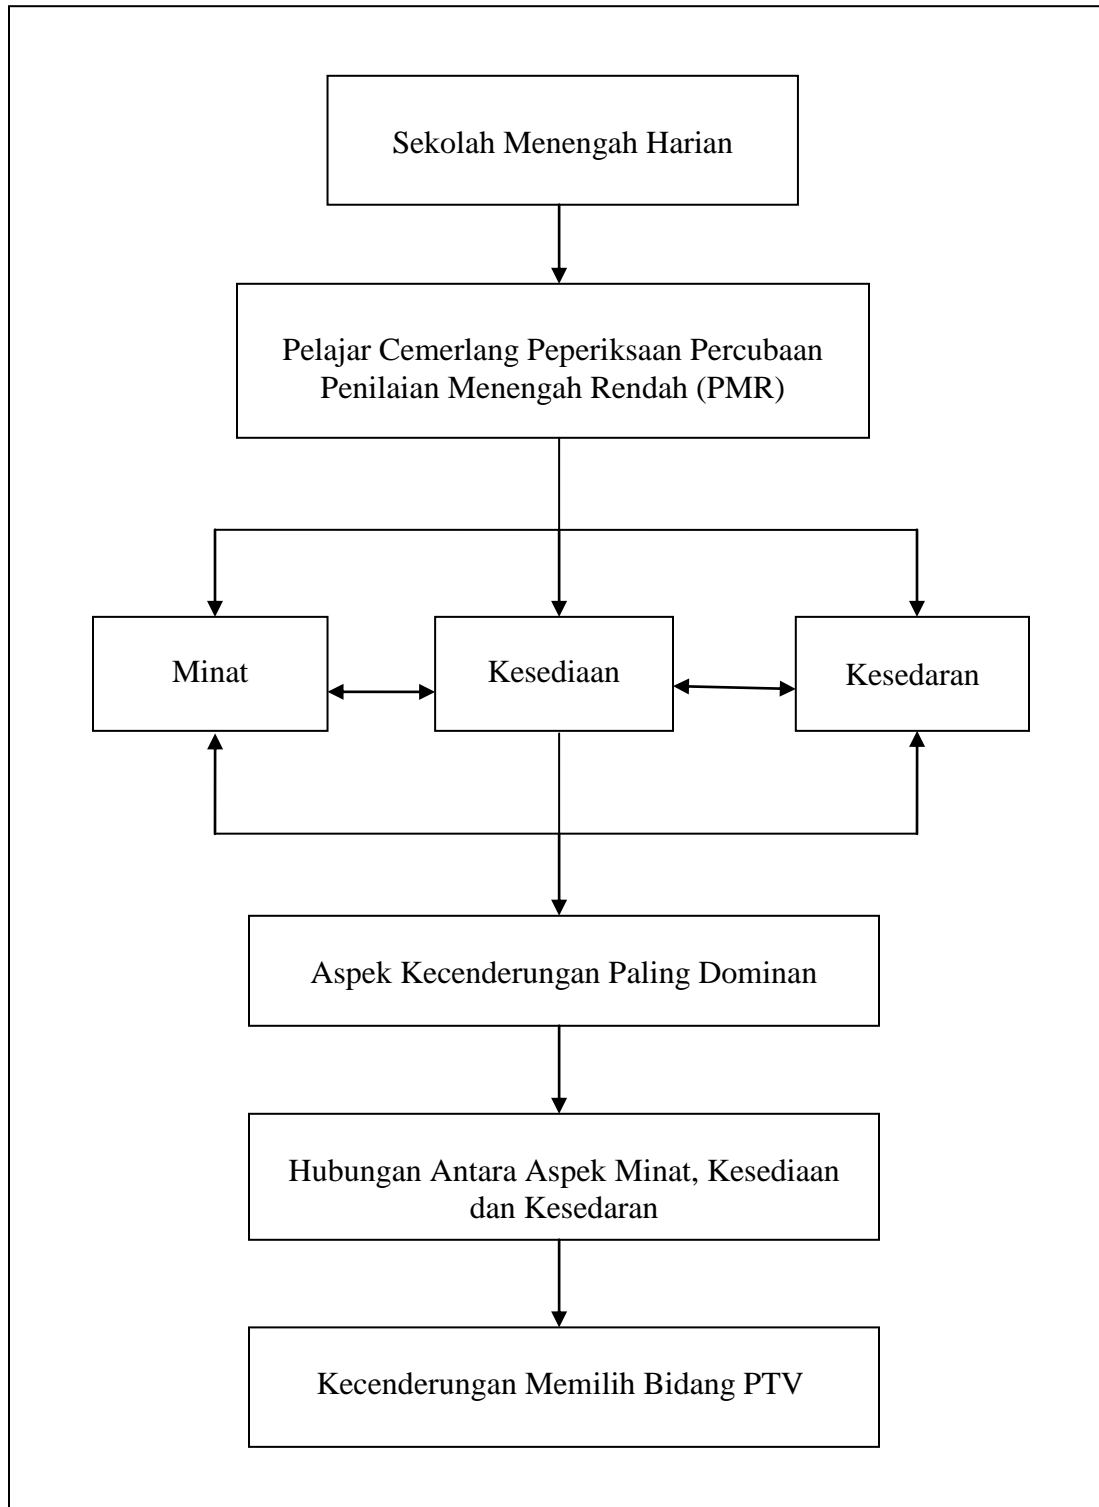 Sekolah Menengah Harian
Pelajar Cemerlang Peperiksaan Percubaan
Penilaian Menengah Rendah (PMR)
Minat
Kesediaan
Kesedaran
Aspek Kecenderungan Paling Dominan
Hubungan Antara Aspek Minat, Kesediaan
dan Kesedaran
Kecenderungan Memilih Bidang PTV